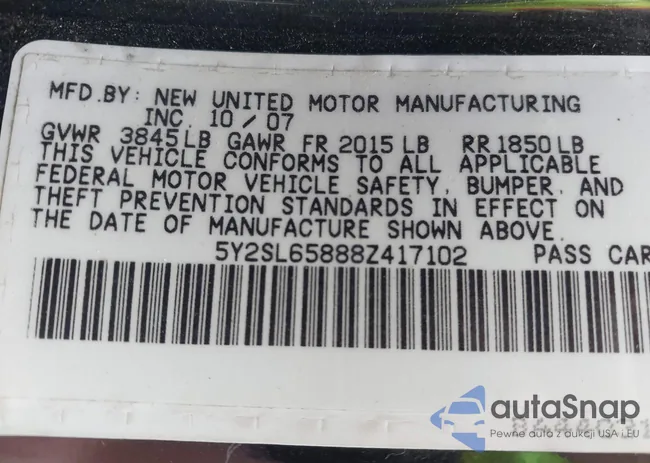 MFD.BY: NEW UNITED MOTOR MANUFACTURING
INC. 10 / 07
GVWR 3845LB GAWR FR 2015 LB RR 1850 LB
THIS VEHICLE CONFORMS TO ALL APPLICABLE
FEDERAL MOTOR VEHICLE SAFETY, BUMPER, AND
THEFT PREVENTION STANDARDS IN EFFECT ON
THE DATE OF MANUFACTURE SHOWN ABOVE.
5Y2SL65888Z417102 PASS CAR
autaSnap
Pewne auta z aukcji USA i EU